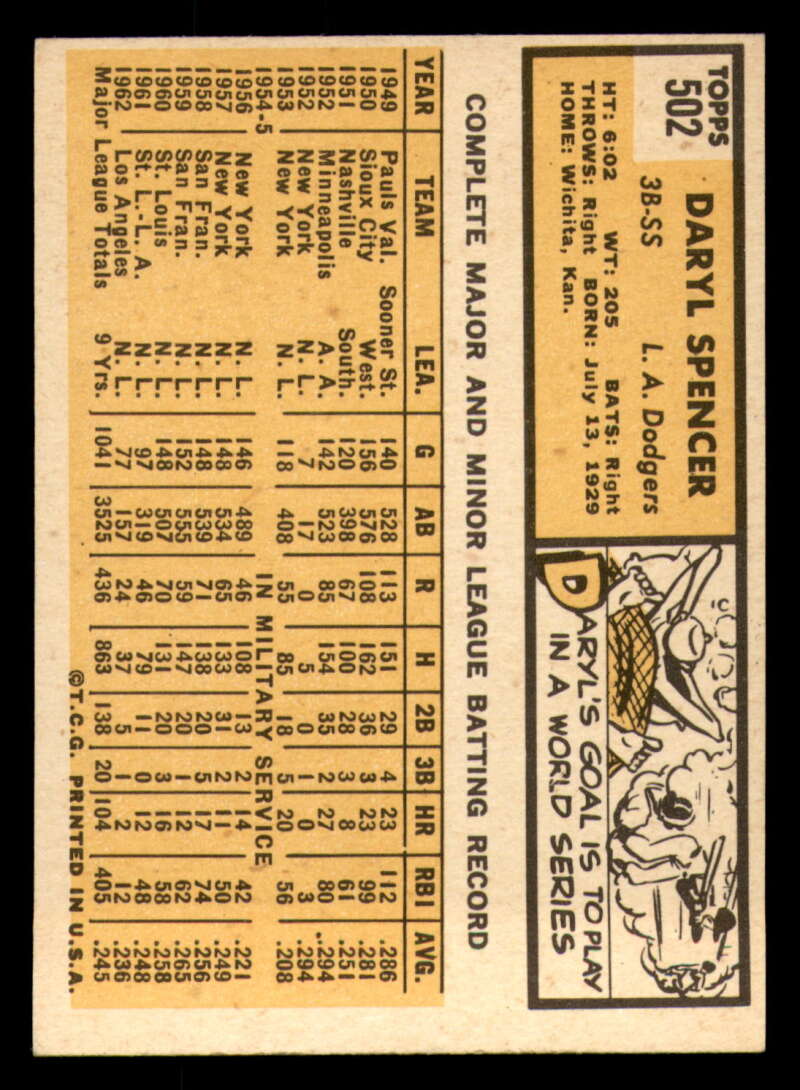 TOPPS
502
DARYL SPENCER
3B-SS L. A. Dodgers
HT: 6:02 WT: 205 BATS: Right
THROWS: Right BORN: July 13, 1929
HOME: Wichita, Kan.
DARYL'S GOAL IS TO PLAY
IN A WORLD SERIES
COMPLETE MAJOR AND MINOR LEAGUE BATTING RECORD
YEAR TEAM LEA. G AB R H 2B 3B HR RBI AVG.
1949 Pauls Val. Sooner St. 140 528 113 151 29 4 23 112 .286
1950 Sioux City West. 156 576 108 162 36 3 23 99 .281
1951 Nashville South. 120 398 67 100 28 3 8 61 .251
1952 Minneapolis A. A. 142 523 85 154 35 2 27 80 .294
1952 New York N. L. 7 17 0 5 0 1 0 3 .294
1953 New York N. L. 118 408 55 85 18 5 20 56 .208
1954-5 IN MILITARY SERVICE
1956 New York N. L. 146 489 46 108 13 2 14 42 .221
1957 New York N. L. 148 534 65 133 31 2 11 50 .249
1958 San Fran. N. L. 148 539 71 138 20 5 17 74 .256
1959 San Fran. N. L. 152 555 59 147 20 1 12 62 .265
1960 St. Louis N. L. 148 507 70 131 20 3 16 58 .258
1961 St. L.-L. A. N. L. 97 319 46 79 11 0 12 48 .248
1962 Los Angeles N. L. 77 157 24 37 5 1 2 12 .236
Major League Totals 9 Yrs. 1041 3525 436 863 138 20 104 405 .245
©T.C.G. PRINTED IN U.S.A.